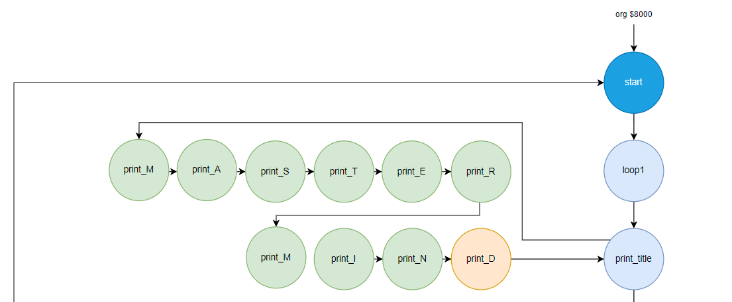 org $8000
start
print_M
print_A
print_S
print_T
print_E
print_R
loop1
print_M
print_I
print_N
print_D
print_title